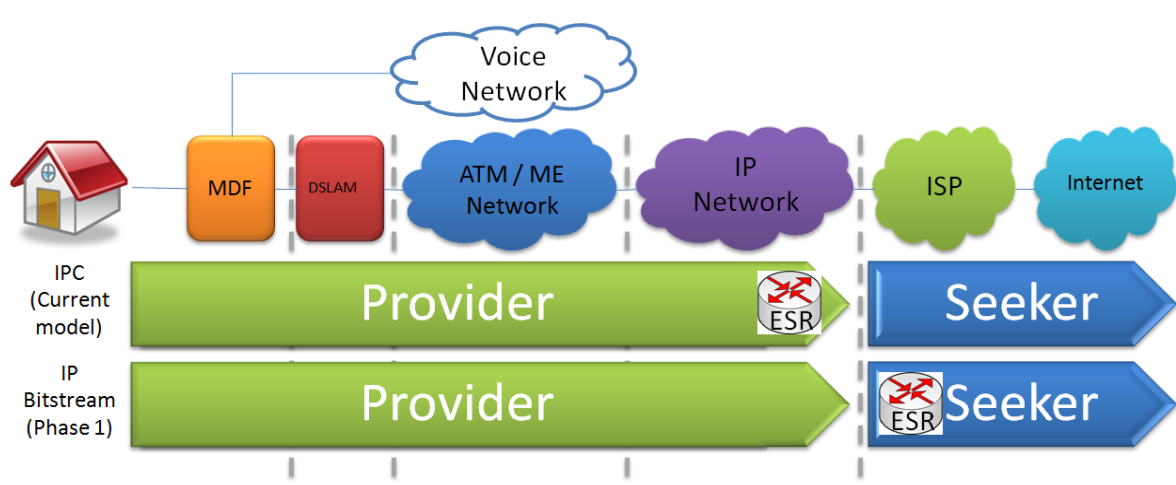 Voice
Network
MDF
DSLAM
ATM / ME
Network
IP
Network
ISP
Internet
IPC
(Current
model)
Provider
ESR
Seeker
IP
Bitstream
(Phase 1)
Provider
ESR
Seeker